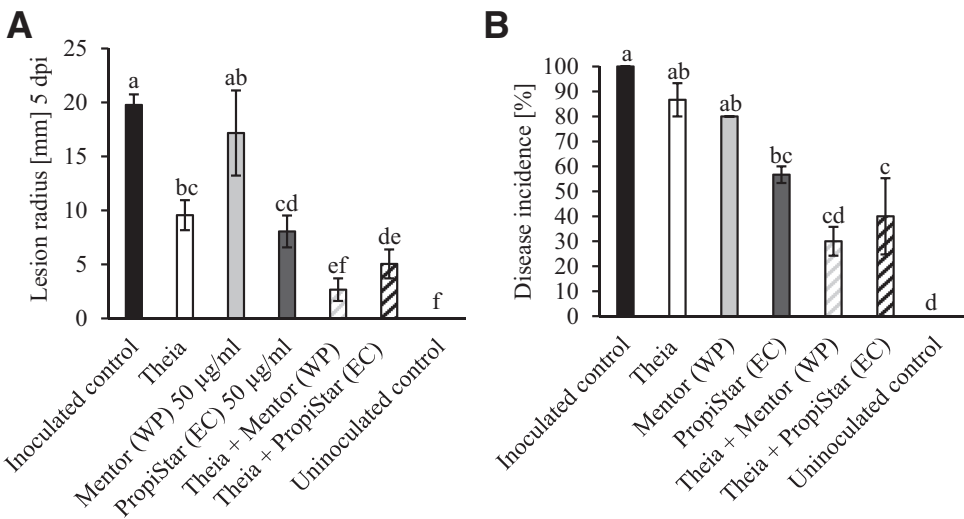 A
Lesion radius [mm] 5 dpi
25
20
15
10
5
0
a
bc
ab
cd
ef
de
f
Inoculated control
Theia
Mentor (WP) 50 µg/ml
PropiStar (EC) 50 µg/ml
Theia + Mentor (WP)
Theia + PropiStar (EC)
Uninoculated control
B
Disease incidence [%]
100
90
80
70
60
50
40
30
20
10
0
a
ab
ab
bc
cd
c
d
Inoculated control
Theia
Mentor (WP)
PropiStar (EC)
Theia + Mentor (WP)
Theia + PropiStar (EC)
Uninoculated control